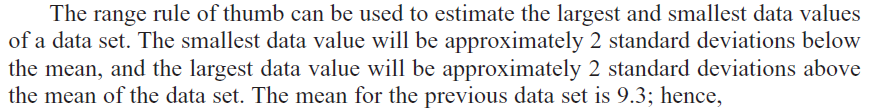 The range rule of thumb can be used to estimate the largest and smallest data values
of a data set. The smallest data value will be approximately 2 standard deviations below
the mean, and the largest data value will be approximately 2 standard deviations above
the mean of the data set. The mean for the previous data set is 9.3; hence,